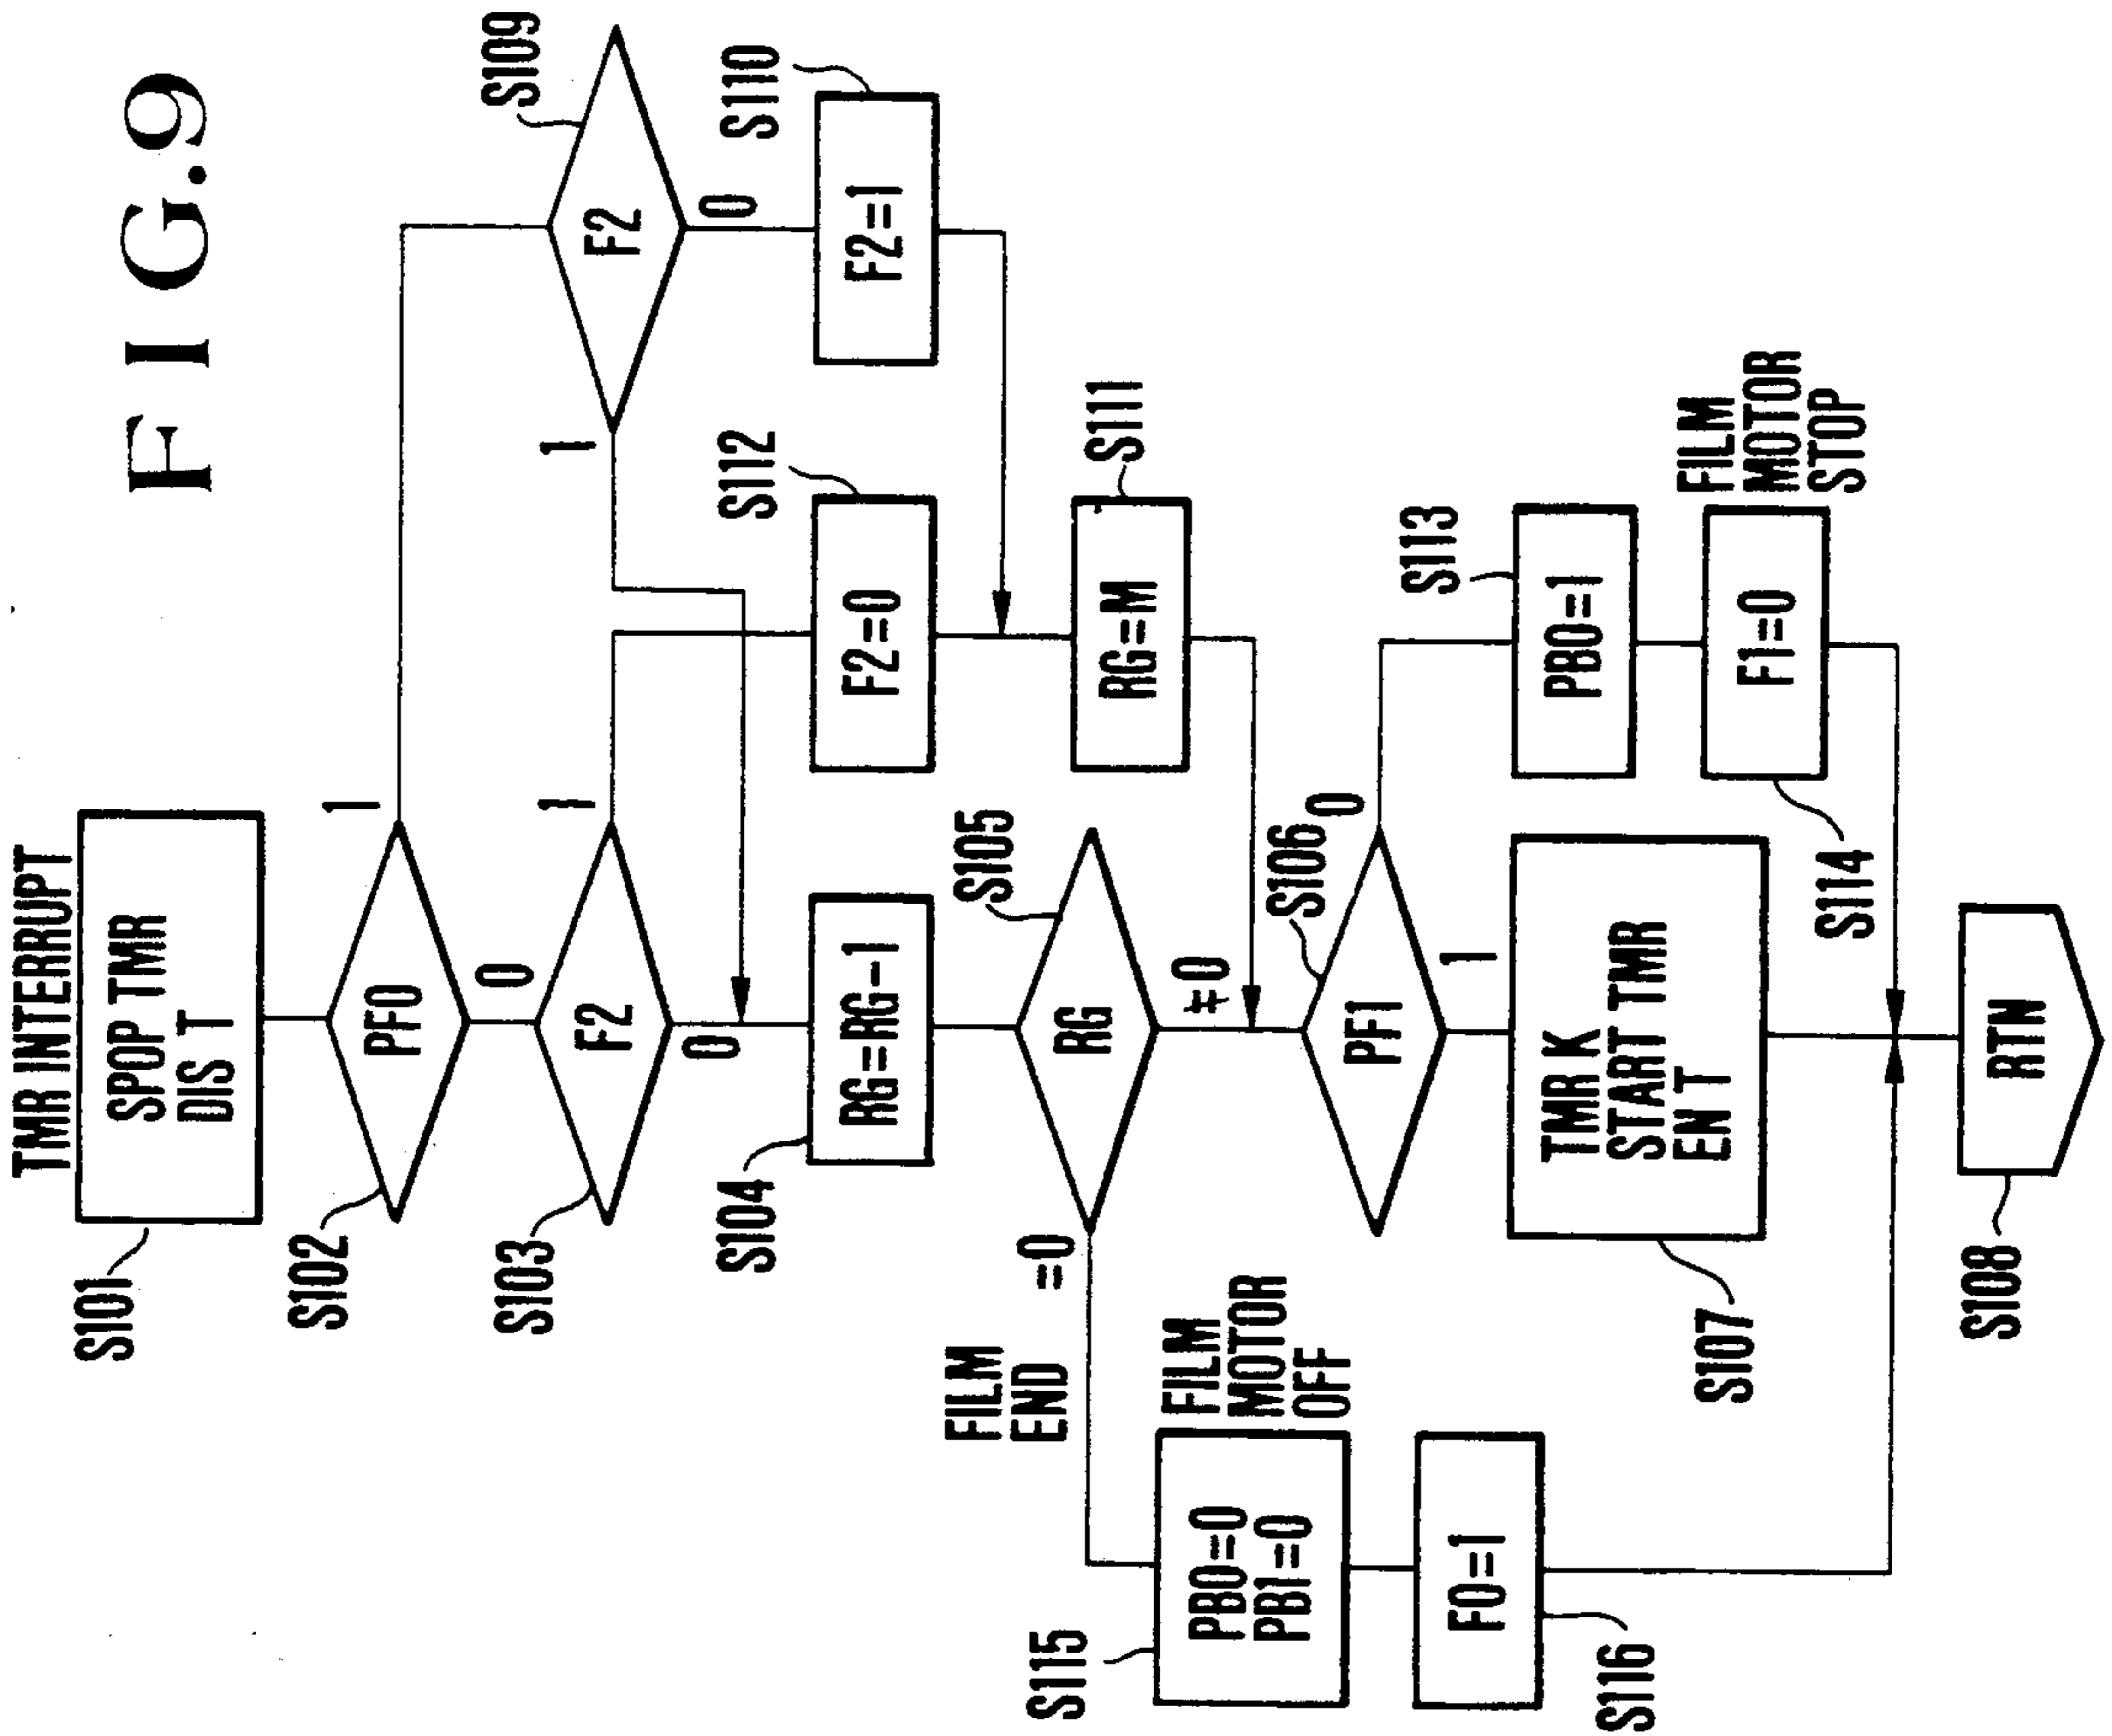 FIG.9
TMR INTERRUPT
S101
SPOP TMR
DIS T
S102
PF0
1
0
S103
F2
1
0
S109
F2
1
0
S110
F2=1
S112
F2=0
S104
RG=RG-1
S111
RG=M
S105
RG
=0
≠0
FILM
END
S106
PF1
0
1
S115
PB0=0
PB1=0
FILM
MOTOR
OFF
S116
F0=1
S107
TMR K
START TMR
EN T
S113
PB0=1
S114
F1=0
FILM
MOTOR
STOP
S108
RTN